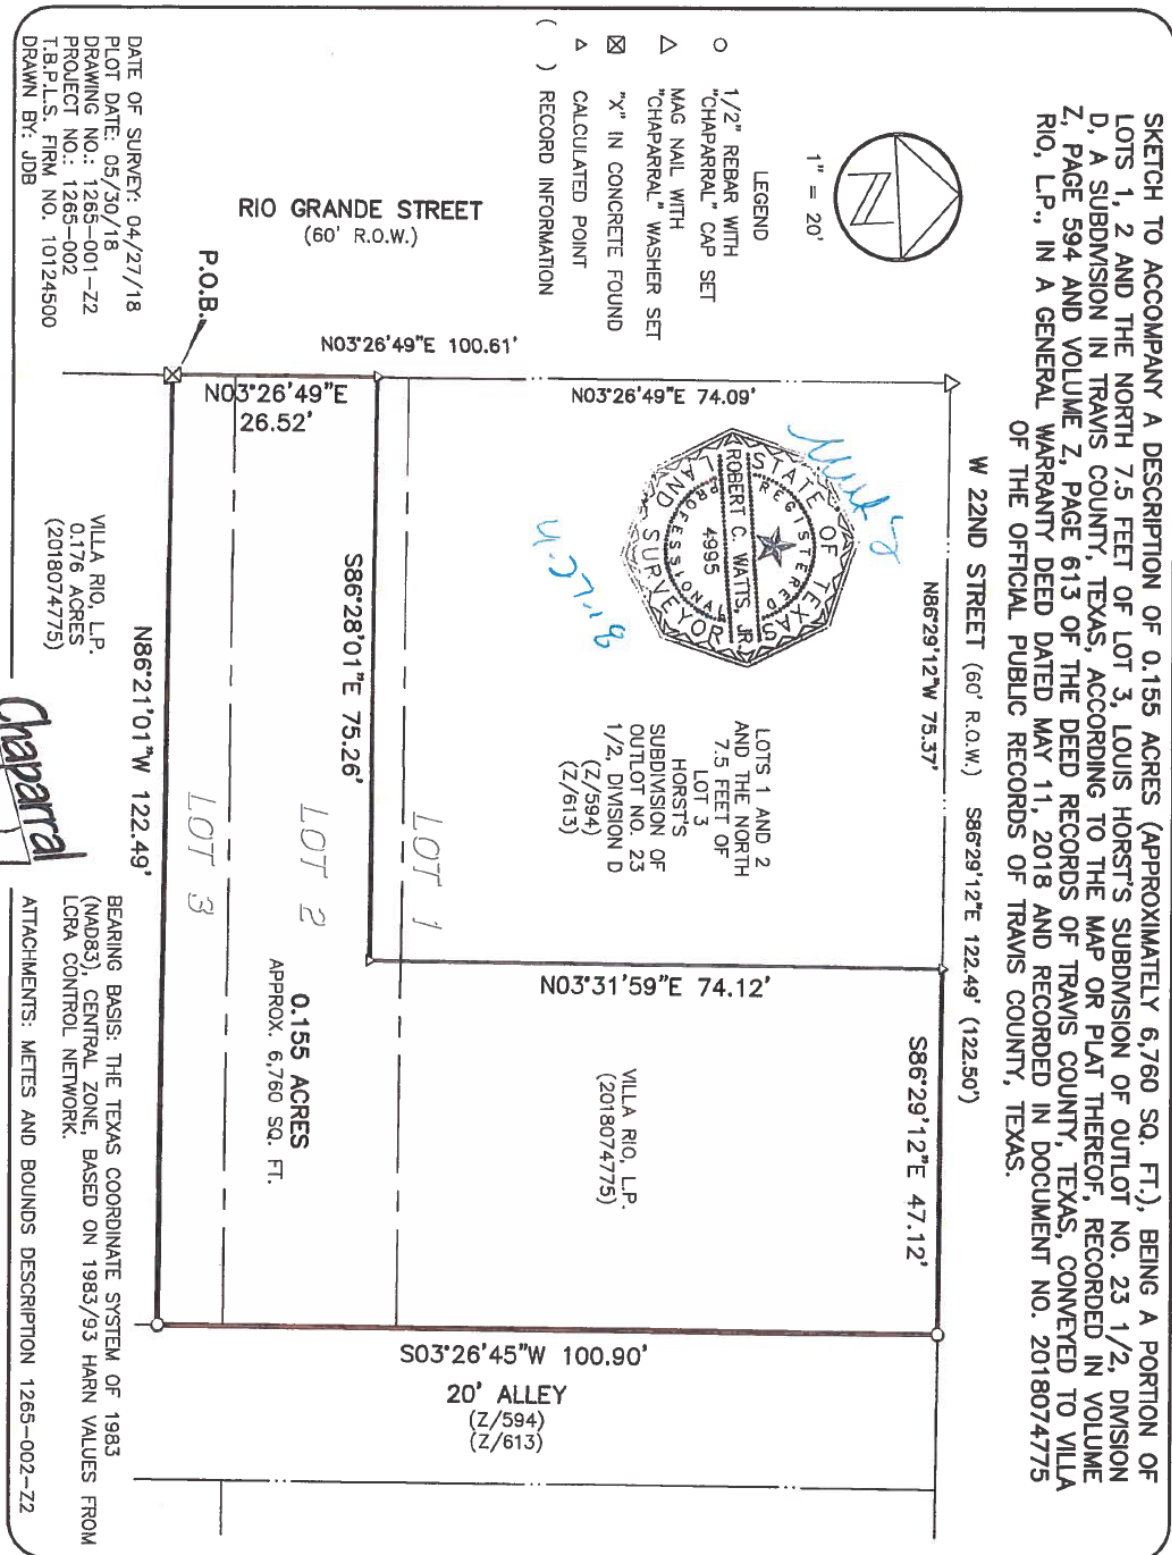 SKETCH TO ACCOMPANY A DESCRIPTION OF 0.155 ACRES (APPROXIMATELY 6,760 SQ. FT.), BEING A PORTION OF
LOTS 1, 2 AND THE NORTH 7.5 FEET OF LOT 3, LOUIS HORST'S SUBDIVISION OF OUTLOT NO. 23 1/2, DIVISION
D, A SUBDIVISION IN TRAVIS COUNTY, TEXAS, ACCORDING TO THE MAP OR PLAT THEREOF, RECORDED IN VOLUME
Z, PAGE 594 AND VOLUME Z, PAGE 613 OF THE DEED RECORDS OF TRAVIS COUNTY, TEXAS, CONVEYED TO VILLA
RIO, L.P., IN A GENERAL WARRANTY DEED DATED MAY 11, 2018 AND RECORDED IN DOCUMENT NO. 2018074775
OF THE OFFICIAL PUBLIC RECORDS OF TRAVIS COUNTY, TEXAS.
N
1" = 20'
LEGEND
1/2" REBAR WITH
"CHAPARRAL" CAP SET
MAG NAIL WITH
"CHAPARRAL" WASHER SET
"X" IN CONCRETE FOUND
CALCULATED POINT
( ) RECORD INFORMATION
W 22ND STREET (60' R.O.W.) S86°29'12"E 122.49' (122.50')
N86°29'12"W 75.37'
S86°29'12"E 47.12'
RIO GRANDE STREET
(60' R.O.W.)
N03°26'49"E 100.61'
N03°26'49"E 74.09'
N03°26'49"E
26.52'
P.O.B.
STATE OF TEXAS
REGISTERED
ROBERT C. WATTS, JR.
4995
PROFESSIONAL
LAND SURVEYOR
LOTS 1 AND 2
AND THE NORTH
7.5 FEET OF
LOT 3
HORST'S
SUBDIVISION OF
OUTLOT NO. 23
1/2, DIVISION D
(Z/594)
(Z/613)
N03°31'59"E 74.12'
VILLA RIO, L.P.
(2018074775)
S86°28'01"E 75.26'
LOT 1
LOT 2
LOT 3
0.155 ACRES
APPROX. 6,760 SQ. FT.
S03°26'45"W 100.90'
20' ALLEY
(Z/594)
(Z/613)
N86°21'01"W 122.49'
VILLA RIO, L.P.
0.176 ACRES
(2018074775)
DATE OF SURVEY: 04/27/18
PLOT DATE: 05/30/18
DRAWING NO.: 1265-001-Z2
PROJECT NO.: 1265-002
T.B.P.L.S. FIRM NO. 10124500
DRAWN BY: JDB
Chaparral
BEARING BASIS: THE TEXAS COORDINATE SYSTEM OF 1983
(NAD83), CENTRAL ZONE, BASED ON 1983/93 HARN VALUES FROM
LCRA CONTROL NETWORK.
ATTACHMENTS: METES AND BOUNDS DESCRIPTION 1265-002-Z2